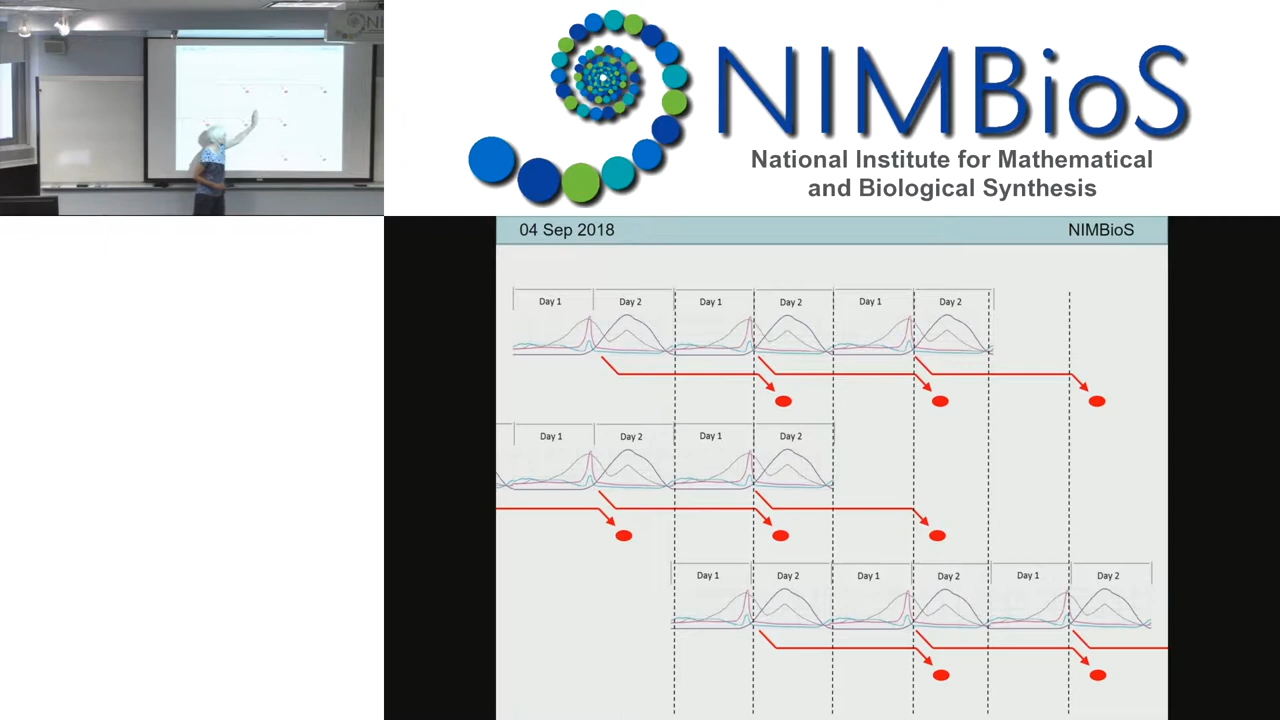 NIMBioS
National Institute for Mathematical
and Biological Synthesis
04 Sep 2018 NIMBioS
Day 1 Day 2 Day 1 Day 2 Day 1 Day 2
Day 1 Day 2 Day 1 Day 2
Day 1 Day 2 Day 1 Day 2 Day 1 Day 2